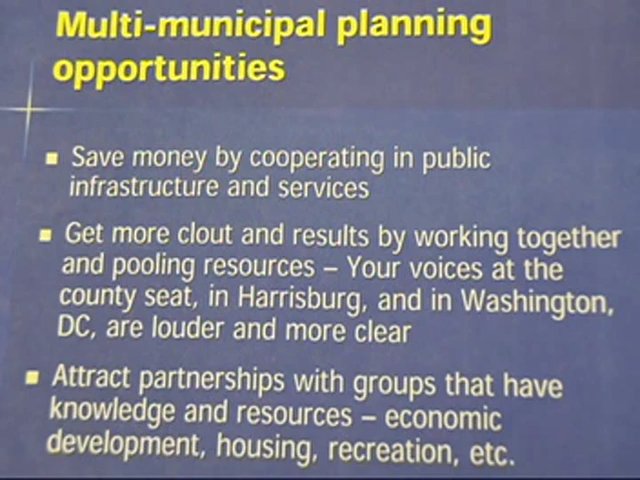 Multi-municipal planning
opportunities
Save money by cooperating in public
infrastructure and services
Get more clout and results by working together
and pooling resources – Your voices at the
county seat, in Harrisburg, and in Washington,
DC, are louder and more clear
Attract partnerships with groups that have
knowledge and resources – economic
development, housing, recreation, etc.